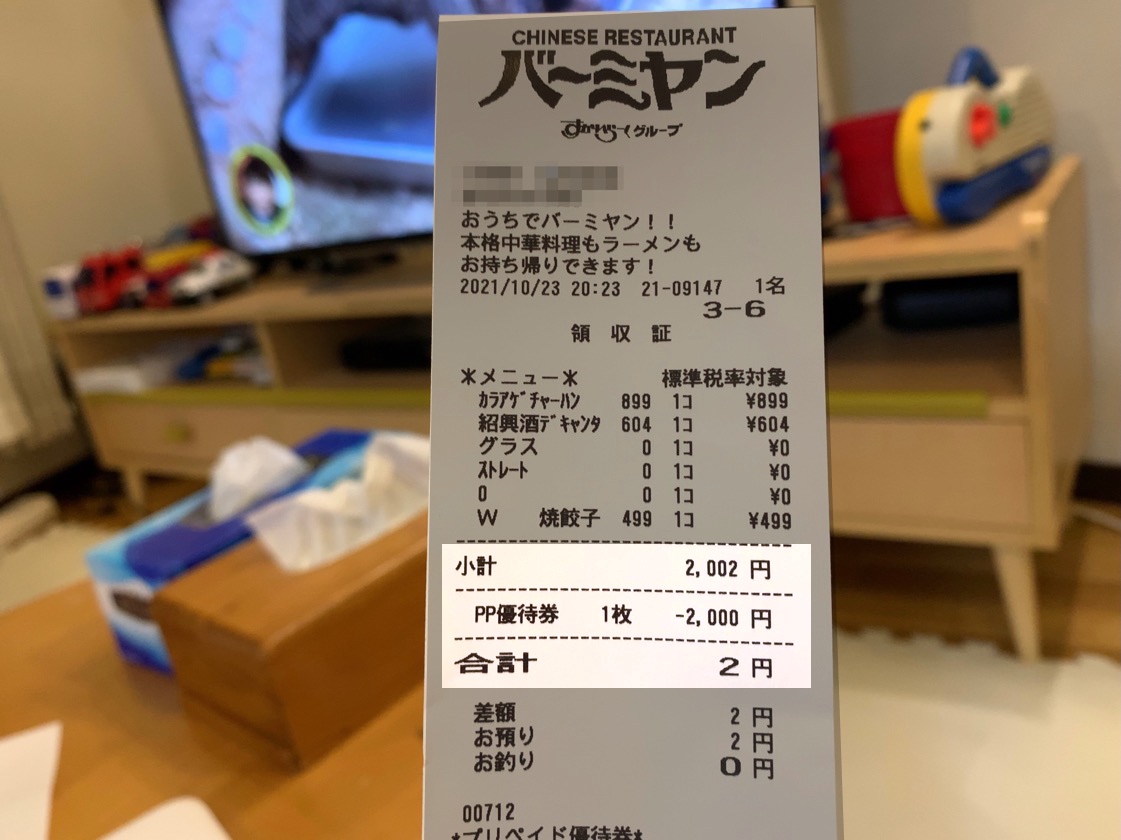 CHINESE RESTAURANT
バーミヤン
すかいらーくグループ
おうちでバーミヤン！！
本格中華料理もラーメンも
お持ち帰りできます！
2021/10/23 20:23 21-09147 1名
3-6
領 収 証
＊メニュー＊ 標準税率対象
ｶﾗｱｹﾞﾁｬｰﾊﾝ 899 1コ ¥899
紹興酒ﾃﾞｷｬﾝﾀ 604 1コ ¥604
グラス 0 1コ ¥0
ｽﾄﾚｰﾄ 0 1コ ¥0
0 0 1コ ¥0
W 焼餃子 499 1コ ¥499
小計 2,002 円
PP優待券 1枚 -2,000 円
合計 2 円
差額 2 円
お預り 2 円
お釣り 0 円
00712
*プリペイド優待券*